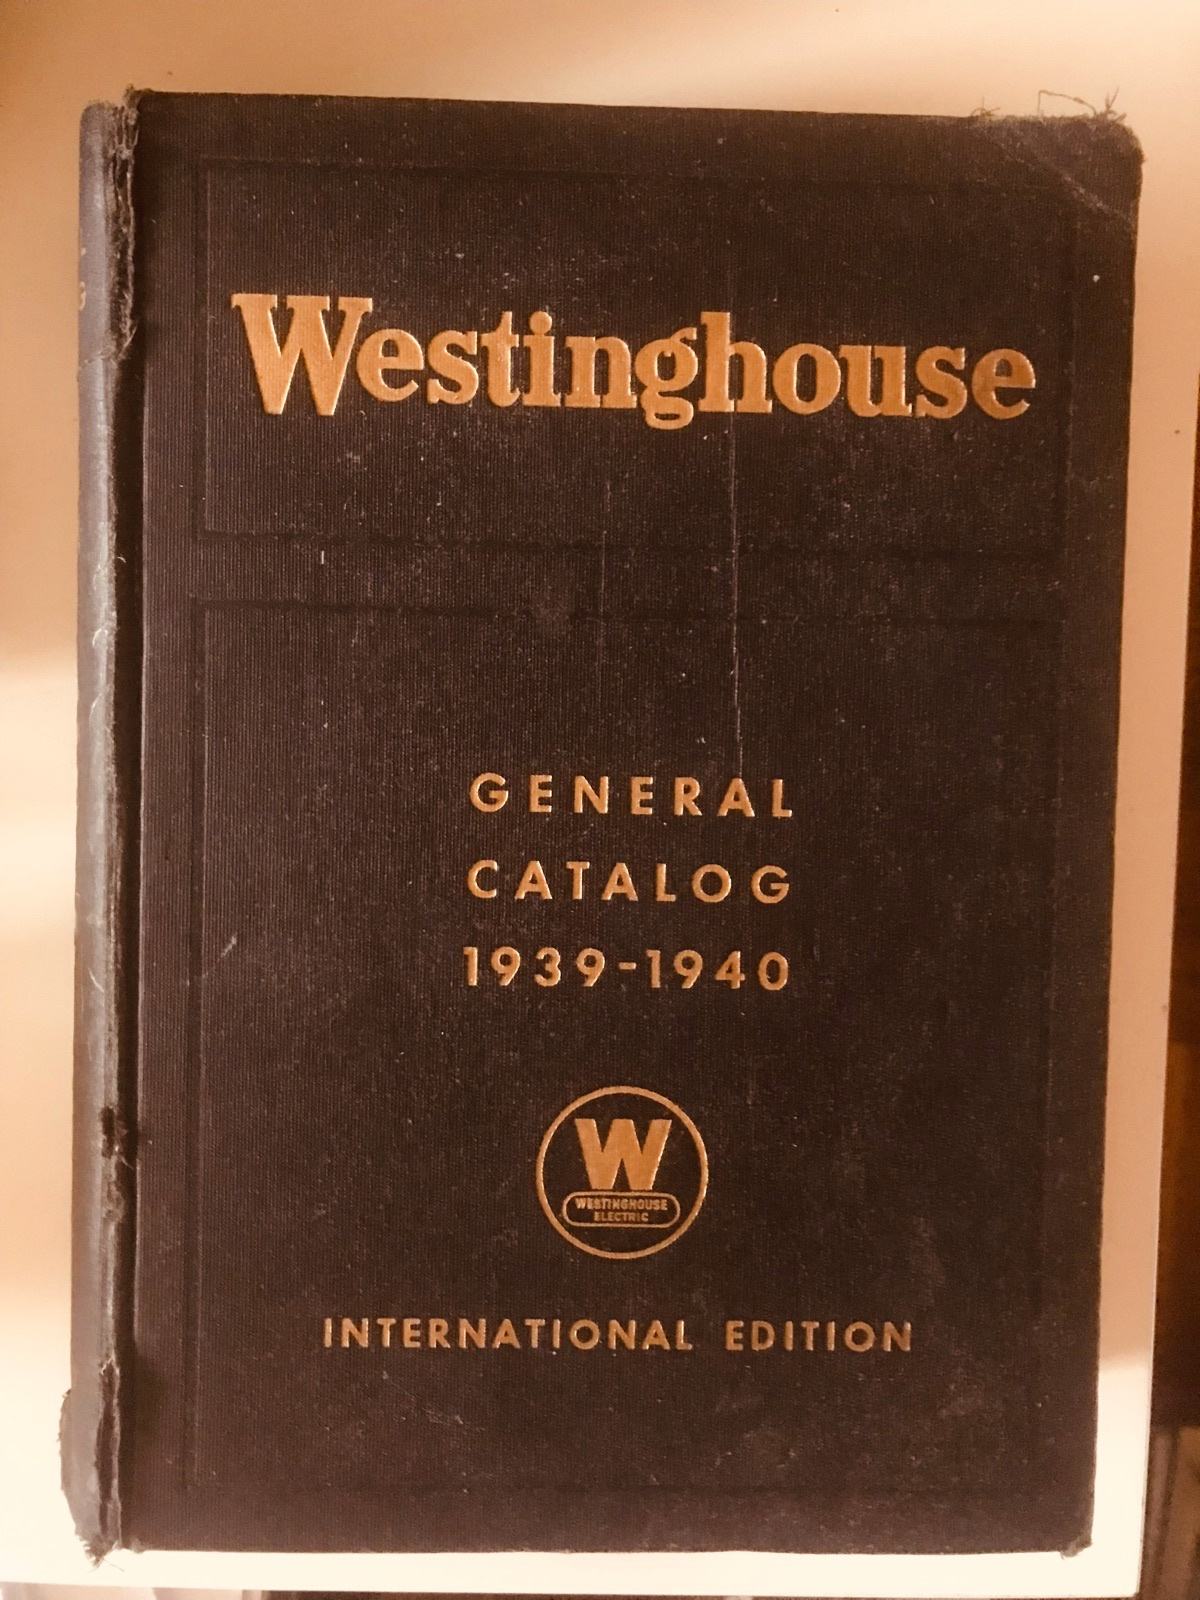 Westinghouse
GENERAL
CATALOG
1939-1940
W
WESTINGHOUSE
ELECTRIC
INTERNATIONAL EDITION